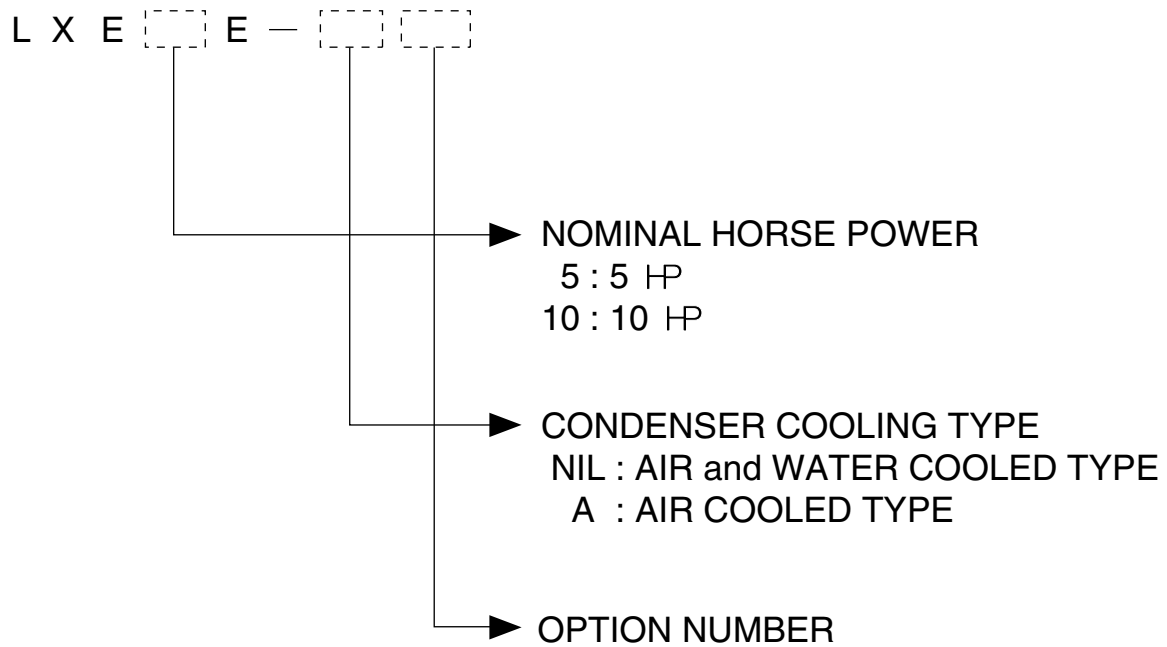 L X E E —
NOMINAL HORSE POWER
5 : 5 HP
10 : 10 HP
CONDENSER COOLING TYPE
NIL : AIR and WATER COOLED TYPE
A : AIR COOLED TYPE
OPTION NUMBER